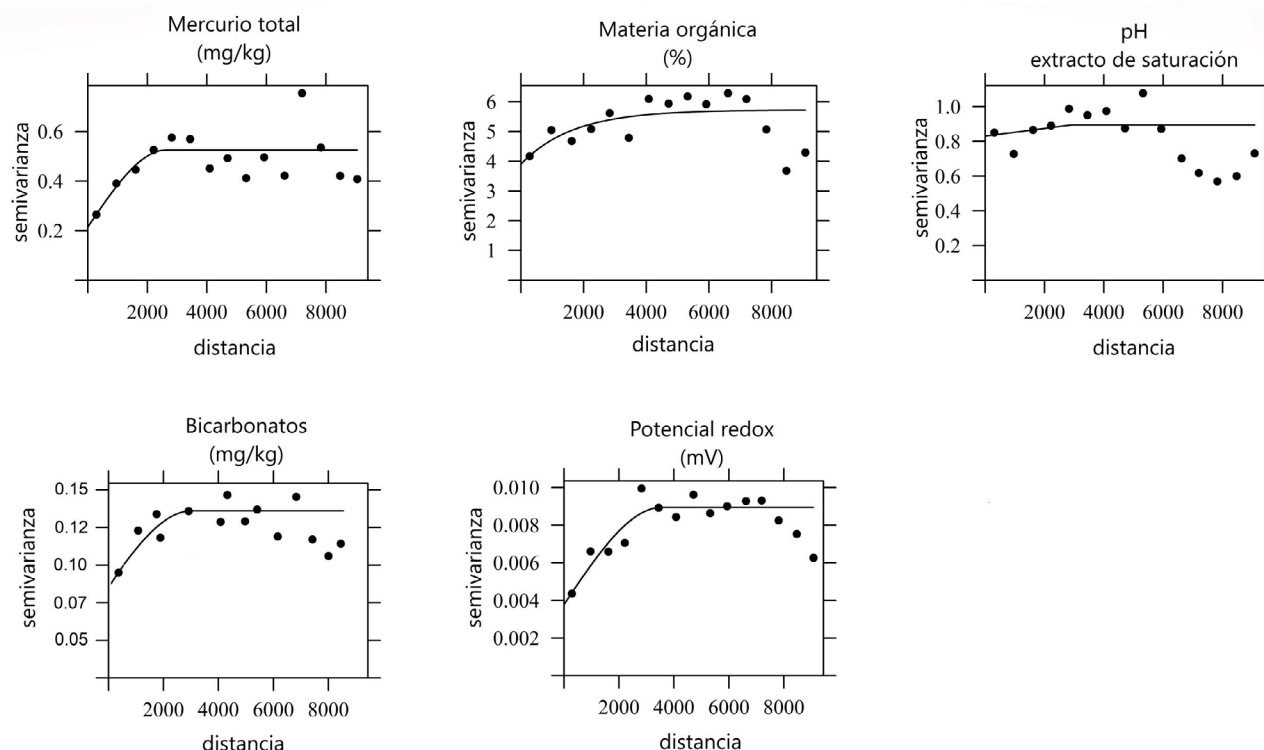 Mercurio total
(mg/kg)
semivarianza
0.6
0.4
0.2
2000 4000 6000 8000
distancia
Materia orgánica
(%)
semivarianza
6
5
4
3
2
1
2000 4000 6000 8000
distancia
pH
extracto de saturación
semivarianza
1.0
0.8
0.6
0.4
0.2
2000 4000 6000 8000
distancia
Bicarbonatos
(mg/kg)
semivarianza
0.15
0.12
0.10
0.07
0.05
2000 4000 6000 8000
distancia
Potencial redox
(mV)
semivarianza
0.010
0.008
0.006
0.004
0.002
2000 4000 6000 8000
distancia